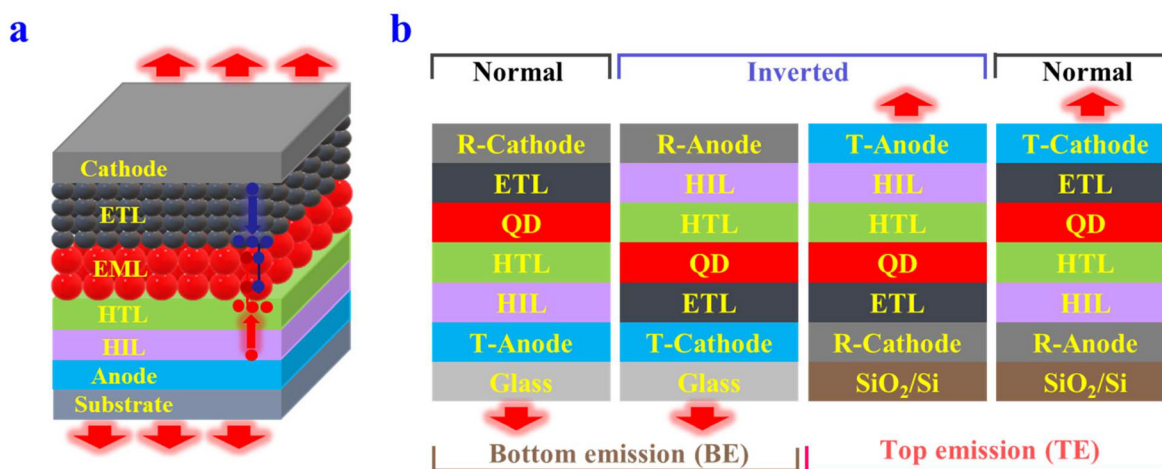 a
Cathode
ETL
EML
HTL
HIL
Anode
Substrate
b
Normal
Inverted
Normal
R-Cathode
ETL
QD
HTL
HIL
T-Anode
Glass
R-Anode
HIL
HTL
QD
ETL
T-Cathode
Glass
T-Anode
HIL
HTL
QD
ETL
R-Cathode
SiO₂/Si
T-Cathode
ETL
QD
HTL
HIL
R-Anode
SiO₂/Si
Bottom emission (BE)
Top emission (TE)